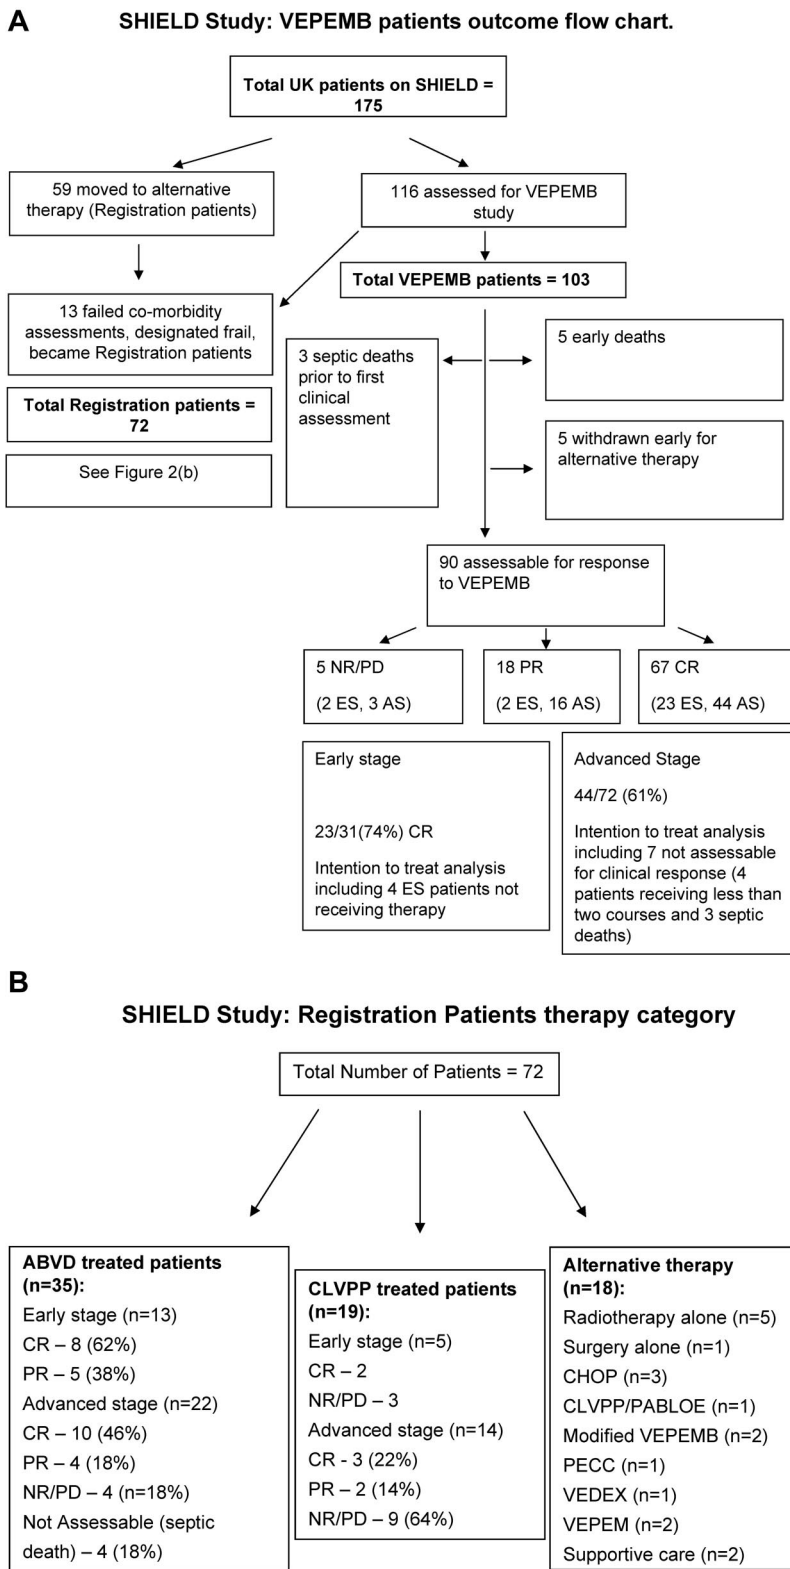 A
SHIELD Study: VEPEMB patients outcome flow chart.
Total UK patients on SHIELD =
175
59 moved to alternative
therapy (Registration patients)
116 assessed for VEPEMB
study
Total VEPEMB patients = 103
13 failed co-morbidity
assessments, designated frail,
became Registration patients
Total Registration patients =
72
See Figure 2(b)
3 septic deaths
prior to first
clinical
assessment
5 early deaths
5 withdrawn early for
alternative therapy
90 assessable for response
to VEPEMB
5 NR/PD
(2 ES, 3 AS)
18 PR
(2 ES, 16 AS)
67 CR
(23 ES, 44 AS)
Early stage
23/31(74%) CR
Intention to treat analysis
including 4 ES patients not
receiving therapy
Advanced Stage
44/72 (61%)
Intention to treat analysis
including 7 not assessable
for clinical response (4
patients receiving less than
two courses and 3 septic
deaths)
B
SHIELD Study: Registration Patients therapy category
Total Number of Patients = 72
ABVD treated patients
(n=35):
Early stage (n=13)
CR – 8 (62%)
PR – 5 (38%)
Advanced stage (n=22)
CR – 10 (46%)
PR – 4 (18%)
NR/PD – 4 (n=18%)
Not Assessable (septic
death) – 4 (18%)
CLVPP treated patients
(n=19):
Early stage (n=5)
CR – 2
NR/PD – 3
Advanced stage (n=14)
CR - 3 (22%)
PR – 2 (14%)
NR/PD – 9 (64%)
Alternative therapy
(n=18):
Radiotherapy alone (n=5)
Surgery alone (n=1)
CHOP (n=3)
CLVPP/PABLOE (n=1)
Modified VEPEMB (n=2)
PECC (n=1)
VEDEX (n=1)
VEPEM (n=2)
Supportive care (n=2)